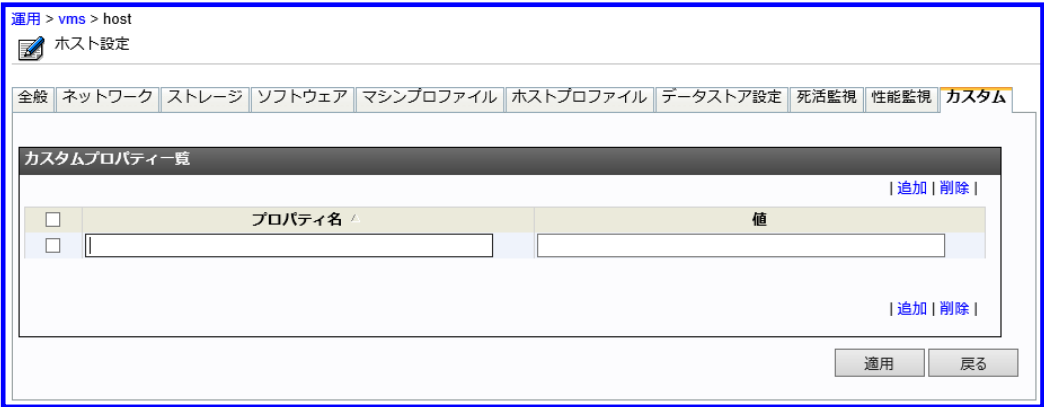 運用 > vms > host
ホスト設定
全般 ネットワーク ストレージ ソフトウェア マシンプロファイル ホストプロファイル データストア設定 死活監視 性能監視 カスタム
カスタムプロパティ一覧
| 追加 | 削除 |
プロパティ名 値
| 追加 | 削除 |
適用 戻る